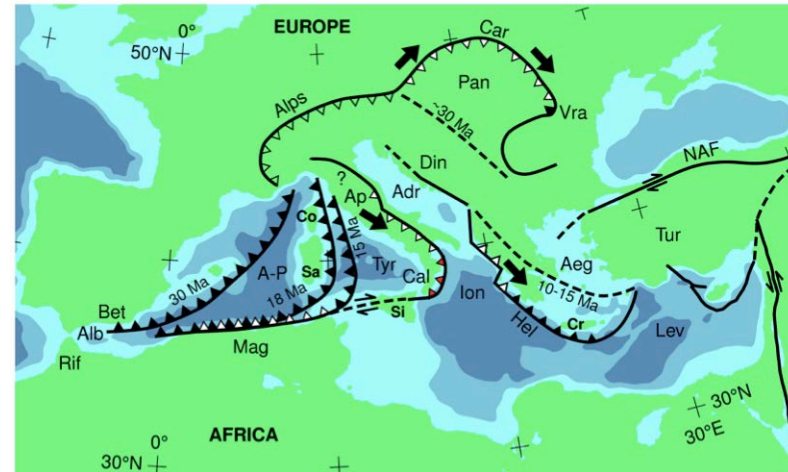 0°
EUROPE
50°N
Car
Pan
Alps
~30 Ma
Vra
Din
NAF
?
Ap
Adr
Co
15 Ma
Tur
30 Ma
A-P
Sa
Tyr
Cal
Aeg
18 Ma
Ion
10-15 Ma
Bet
Alb
Si
Hel
Cr
Lev
Rif
Mag
30°N
0°
AFRICA
30°E
30°N